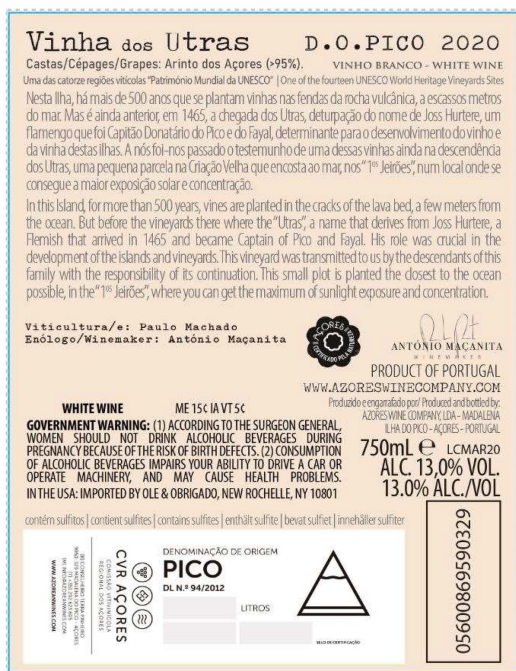 Vinha dos Utras
D.O.PICO 2020
Castas/Cépages/Grapes: Arinto dos Açores (>95%).
VINHO BRANCO - WHITE WINE
Uma das catorze regiões vitícolas "Património Mundial da UNESCO" | One of the fourteen UNESCO World Heritage Vineyards Sites
Nesta Ilha, há mais de 500 anos que se plantam vinhas nas fendas da rocha vulcânica, a escassos metros
do mar. Mas é ainda anterior, em 1465, a chegada dos Utras, deturpação do nome de Joss Hurtere, um
flamengo que foi Capitão Donatário do Pico e do Fayal, determinante para o desenvolvimento do vinho e
da vinha destas ilhas. A nós foi-nos passado o testemunho de uma dessas vinhas ainda na descendência
dos Utras, uma pequena parcela na Criação Velha que encosta ao mar, nos "1ºˢ Jeirões", num local onde se
consegue a maior exposição solar e concentração.
In this Island, for more than 500 years, vines are planted in the cracks of the lava bed, a few meters from
the ocean. But before the vineyards there where the "Utras", a name that derives from Joss Hurtere, a
Flemish that arrived in 1465 and became Captain of Pico and Fayal. His role was crucial in the
development of the islands and vineyards. This vineyard was transmitted to us by the descendants of this
family with the responsibility of its continuation. This small plot is planted the closest to the ocean
possible, in the "1ºˢ Jeirões", where you can get the maximum of sunlight exposure and concentration.
Viticultura/e: Paulo Machado
Enólogo/Winemaker: António Maçanita
AÇORES
CERTIFICADO PELA NATUREZA
ANTÓNIO MAÇANITA
WINEMAKER
PRODUCT OF PORTUGAL
WWW.AZORESWINECOMPANY.COM
Produzido e engarrafado por/ Produced and bottled by:
AZORES WINE COMPANY, LDA - MADALENA
ILHA DO PICO - AÇORES - PORTUGAL
WHITE WINE ME 15¢ IA VT 5¢
GOVERNMENT WARNING: (1) ACCORDING TO THE SURGEON GENERAL,
WOMEN SHOULD NOT DRINK ALCOHOLIC BEVERAGES DURING
PREGNANCY BECAUSE OF THE RISK OF BIRTH DEFECTS. (2) CONSUMPTION
OF ALCOHOLIC BEVERAGES IMPAIRS YOUR ABILITY TO DRIVE A CAR OR
OPERATE MACHINERY, AND MAY CAUSE HEALTH PROBLEMS.
IN THE USA: IMPORTED BY OLE & OBRIGADO, NEW ROCHELLE, NY 10801
750ml e LCMAR20
ALC. 13,0% VOL.
13.0% ALC./VOL
contém sulfitos | contient sulfites | contains sulfites | enthält sulfite | bevat sulfiet | innehåller sulfiter
CVR AÇORES
COMISSÃO VITIVINÍCOLA
REGIONAL DOS AÇORES
WWW.AZOREANWINES.COM
DENOMINAÇÃO DE ORIGEM
PICO
DL N.º 94/2012
LITROS
SELO DE CERTIFICAÇÃO
05600869590329